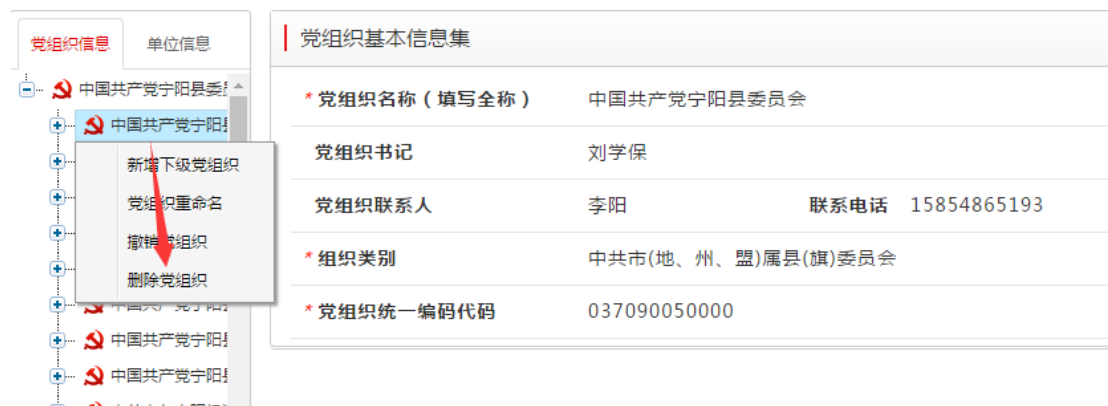 党组织信息
单位信息
中国共产党宁阳县委
中国共产党宁阳
新增下级党组织
党组织重命名
撤销党组织
删除党组织
中国共产党宁阳
中国共产党宁阳
党组织基本信息集
*党组织名称(填写全称) 中国共产党宁阳县委员会
党组织书记 刘学保
党组织联系人 李阳 联系电话 15854865193
*组织类别 中共市(地、州、盟)属县(旗)委员会
*党组织统一编码代码 037090050000